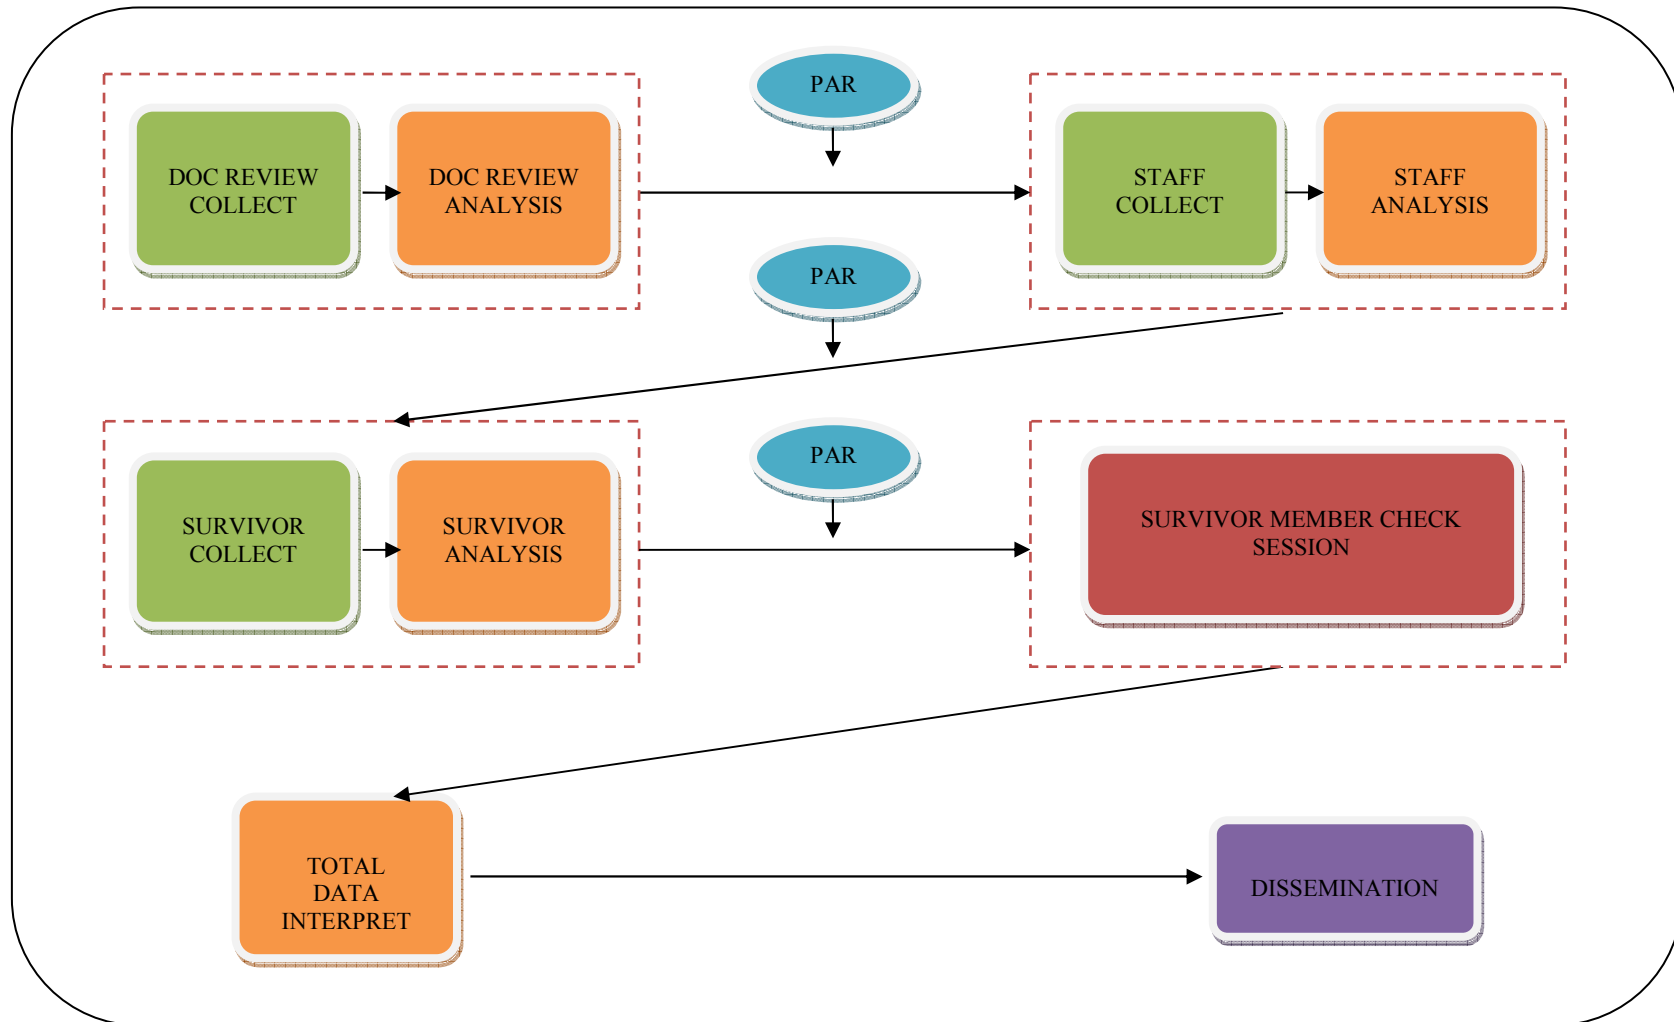 PAR
DOC REVIEW
COLLECT
DOC REVIEW
ANALYSIS
STAFF
COLLECT
STAFF
ANALYSIS
PAR
PAR
SURVIVOR
COLLECT
SURVIVOR
ANALYSIS
SURVIVOR MEMBER CHECK
SESSION
TOTAL
DATA
INTERPRET
DISSEMINATION